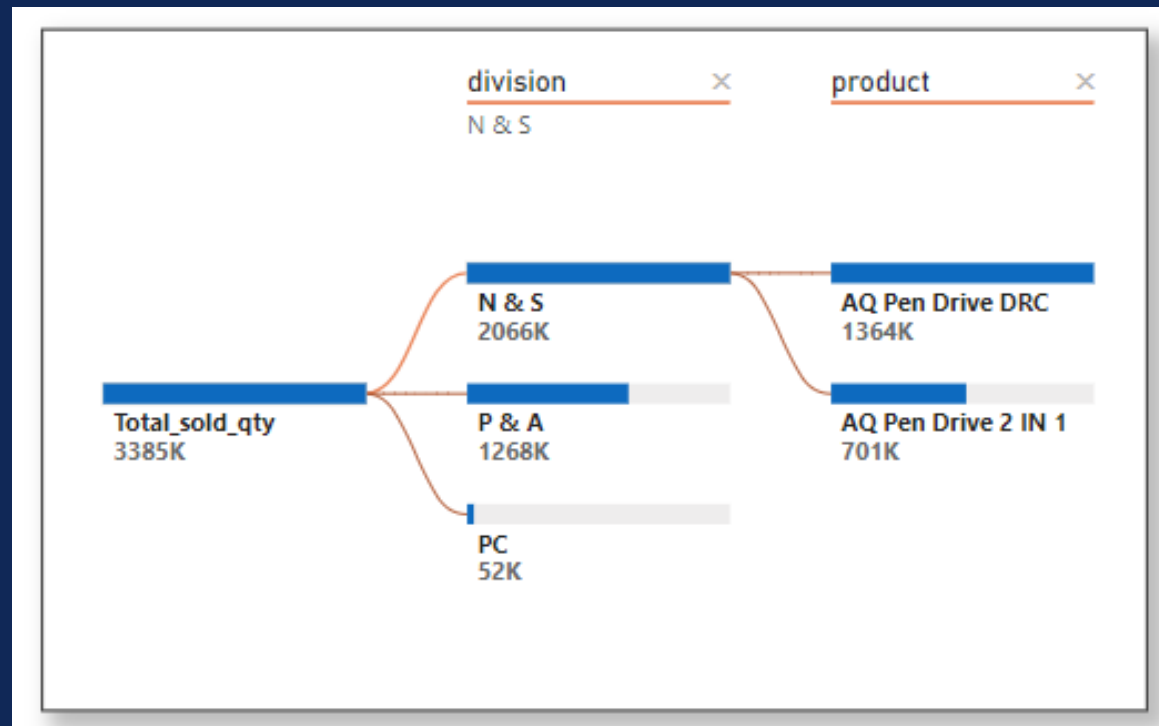 division ×
product ×
N & S
N & S
2066K
AQ Pen Drive DRC
1364K
Total_sold_qty
3385K
P & A
1268K
AQ Pen Drive 2 IN 1
701K
PC
52K